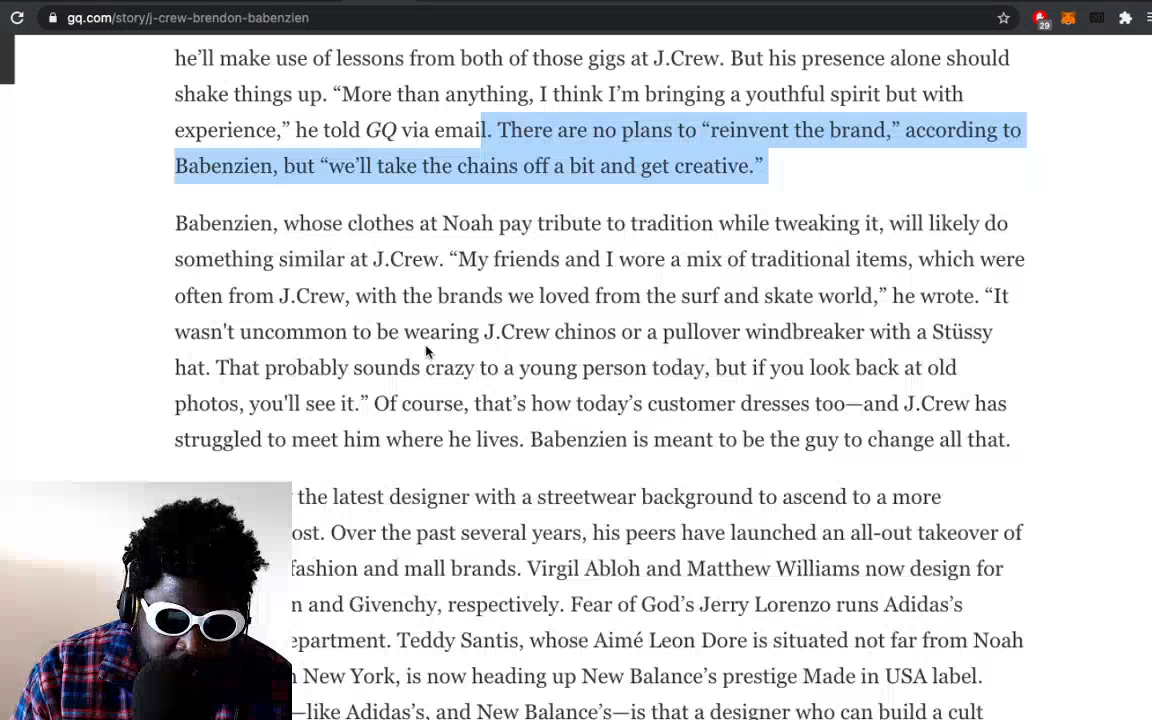 gq.com/story/j-crew-brendon-babenzien
29
he’ll make use of lessons from both of those gigs at J.Crew. But his presence alone should
shake things up. “More than anything, I think I’m bringing a youthful spirit but with
experience,” he told GQ via email. There are no plans to “reinvent the brand,” according to
Babenzien, but “we’ll take the chains off a bit and get creative.”
Babenzien, whose clothes at Noah pay tribute to tradition while tweaking it, will likely do
something similar at J.Crew. “My friends and I wore a mix of traditional items, which were
often from J.Crew, with the brands we loved from the surf and skate world,” he wrote. “It
wasn't uncommon to be wearing J.Crew chinos or a pullover windbreaker with a Stüssy
hat. That probably sounds crazy to a young person today, but if you look back at old
photos, you'll see it.” Of course, that’s how today’s customer dresses too—and J.Crew has
struggled to meet him where he lives. Babenzien is meant to be the guy to change all that.
the latest designer with a streetwear background to ascend to a more
ost. Over the past several years, his peers have launched an all-out takeover of
fashion and mall brands. Virgil Abloh and Matthew Williams now design for
n and Givenchy, respectively. Fear of God’s Jerry Lorenzo runs Adidas’s
epartment. Teddy Santis, whose Aimé Leon Dore is situated not far from Noah
New York, is now heading up New Balance’s prestige Made in USA label.
—like Adidas’s, and New Balance’s—is that a designer who can build a cult